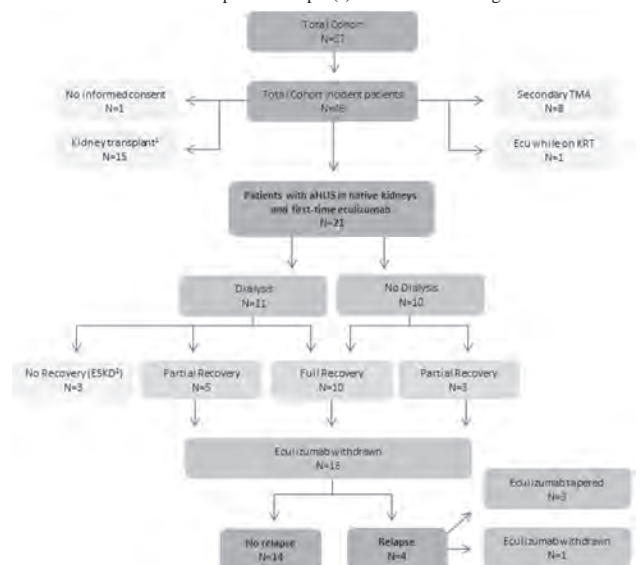 Total Cohort
Total Cohort incident patients
N=46
No informed consent
N=1
Kidney transplant¹
N=15
Secondary TMA
N=8
Ecu while on KRT
N=1
Patients with aHUS in native kidneys
and first-time eculizumab
N=21
Dialysis
N=11
No Dialysis
N=10
No Recovery (ESKD²)
N=3
Partial Recovery
N=5
Full Recovery
N=10
Partial Recovery
N=3
Eculizumab withdrawn
N=18
Eculizumab tapered
N=3
No relapse
N=14
Relapse
N=4
Eculizumab withdrawn
N=1